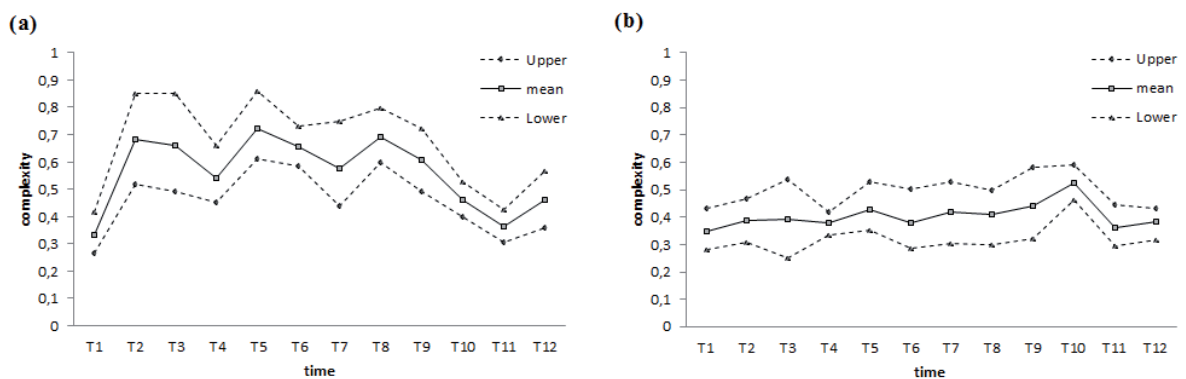 (a)
1
0,9
0,8
0,7
0,6
0,5
0,4
0,3
0,2
0,1
0
complexity
T1 T2 T3 T4 T5 T6 T7 T8 T9 T10 T11 T12
time
Upper
mean
Lower
(b)
1
0,9
0,8
0,7
0,6
0,5
0,4
0,3
0,2
0,1
0
complexity
T1 T2 T3 T4 T5 T6 T7 T8 T9 T10 T11 T12
time
Upper
mean
Lower